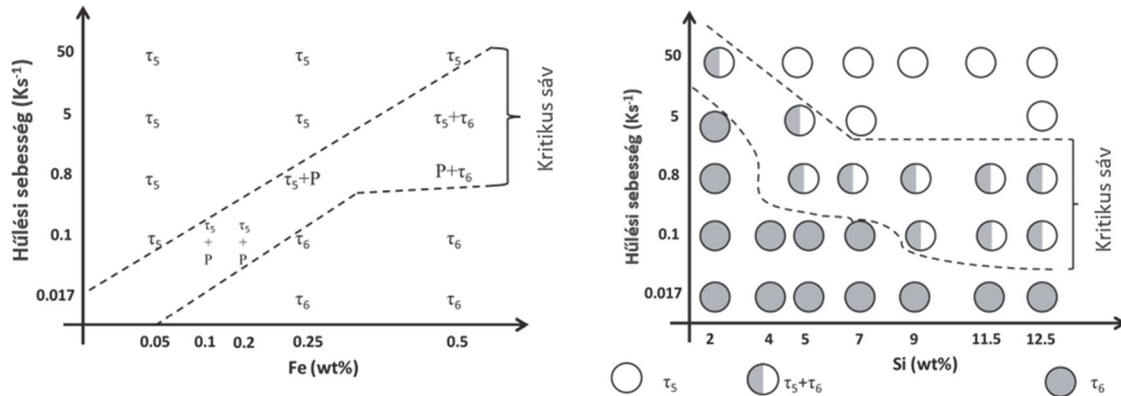 Hűlési sebesség (Ks⁻¹)
50
5
0.8
0.1
0.017
τ₅ τ₅ τ₅
τ₅ τ₅ τ₅+τ₆
τ₅ τ₅+P P+τ₆
τ₅ τ₅+P τ₅+P τ₆ τ₆
τ₆ τ₆
0.05 0.1 0.2 0.25 0.5
Fe (wt%)
Kritikus sáv
Hűlési sebesség (Ks⁻¹)
50
5
0.8
0.1
0.017
2 4 5 7 9 11.5 12.5
Si (wt%)
Kritikus sáv
τ₅ τ₅+τ₆ τ₆